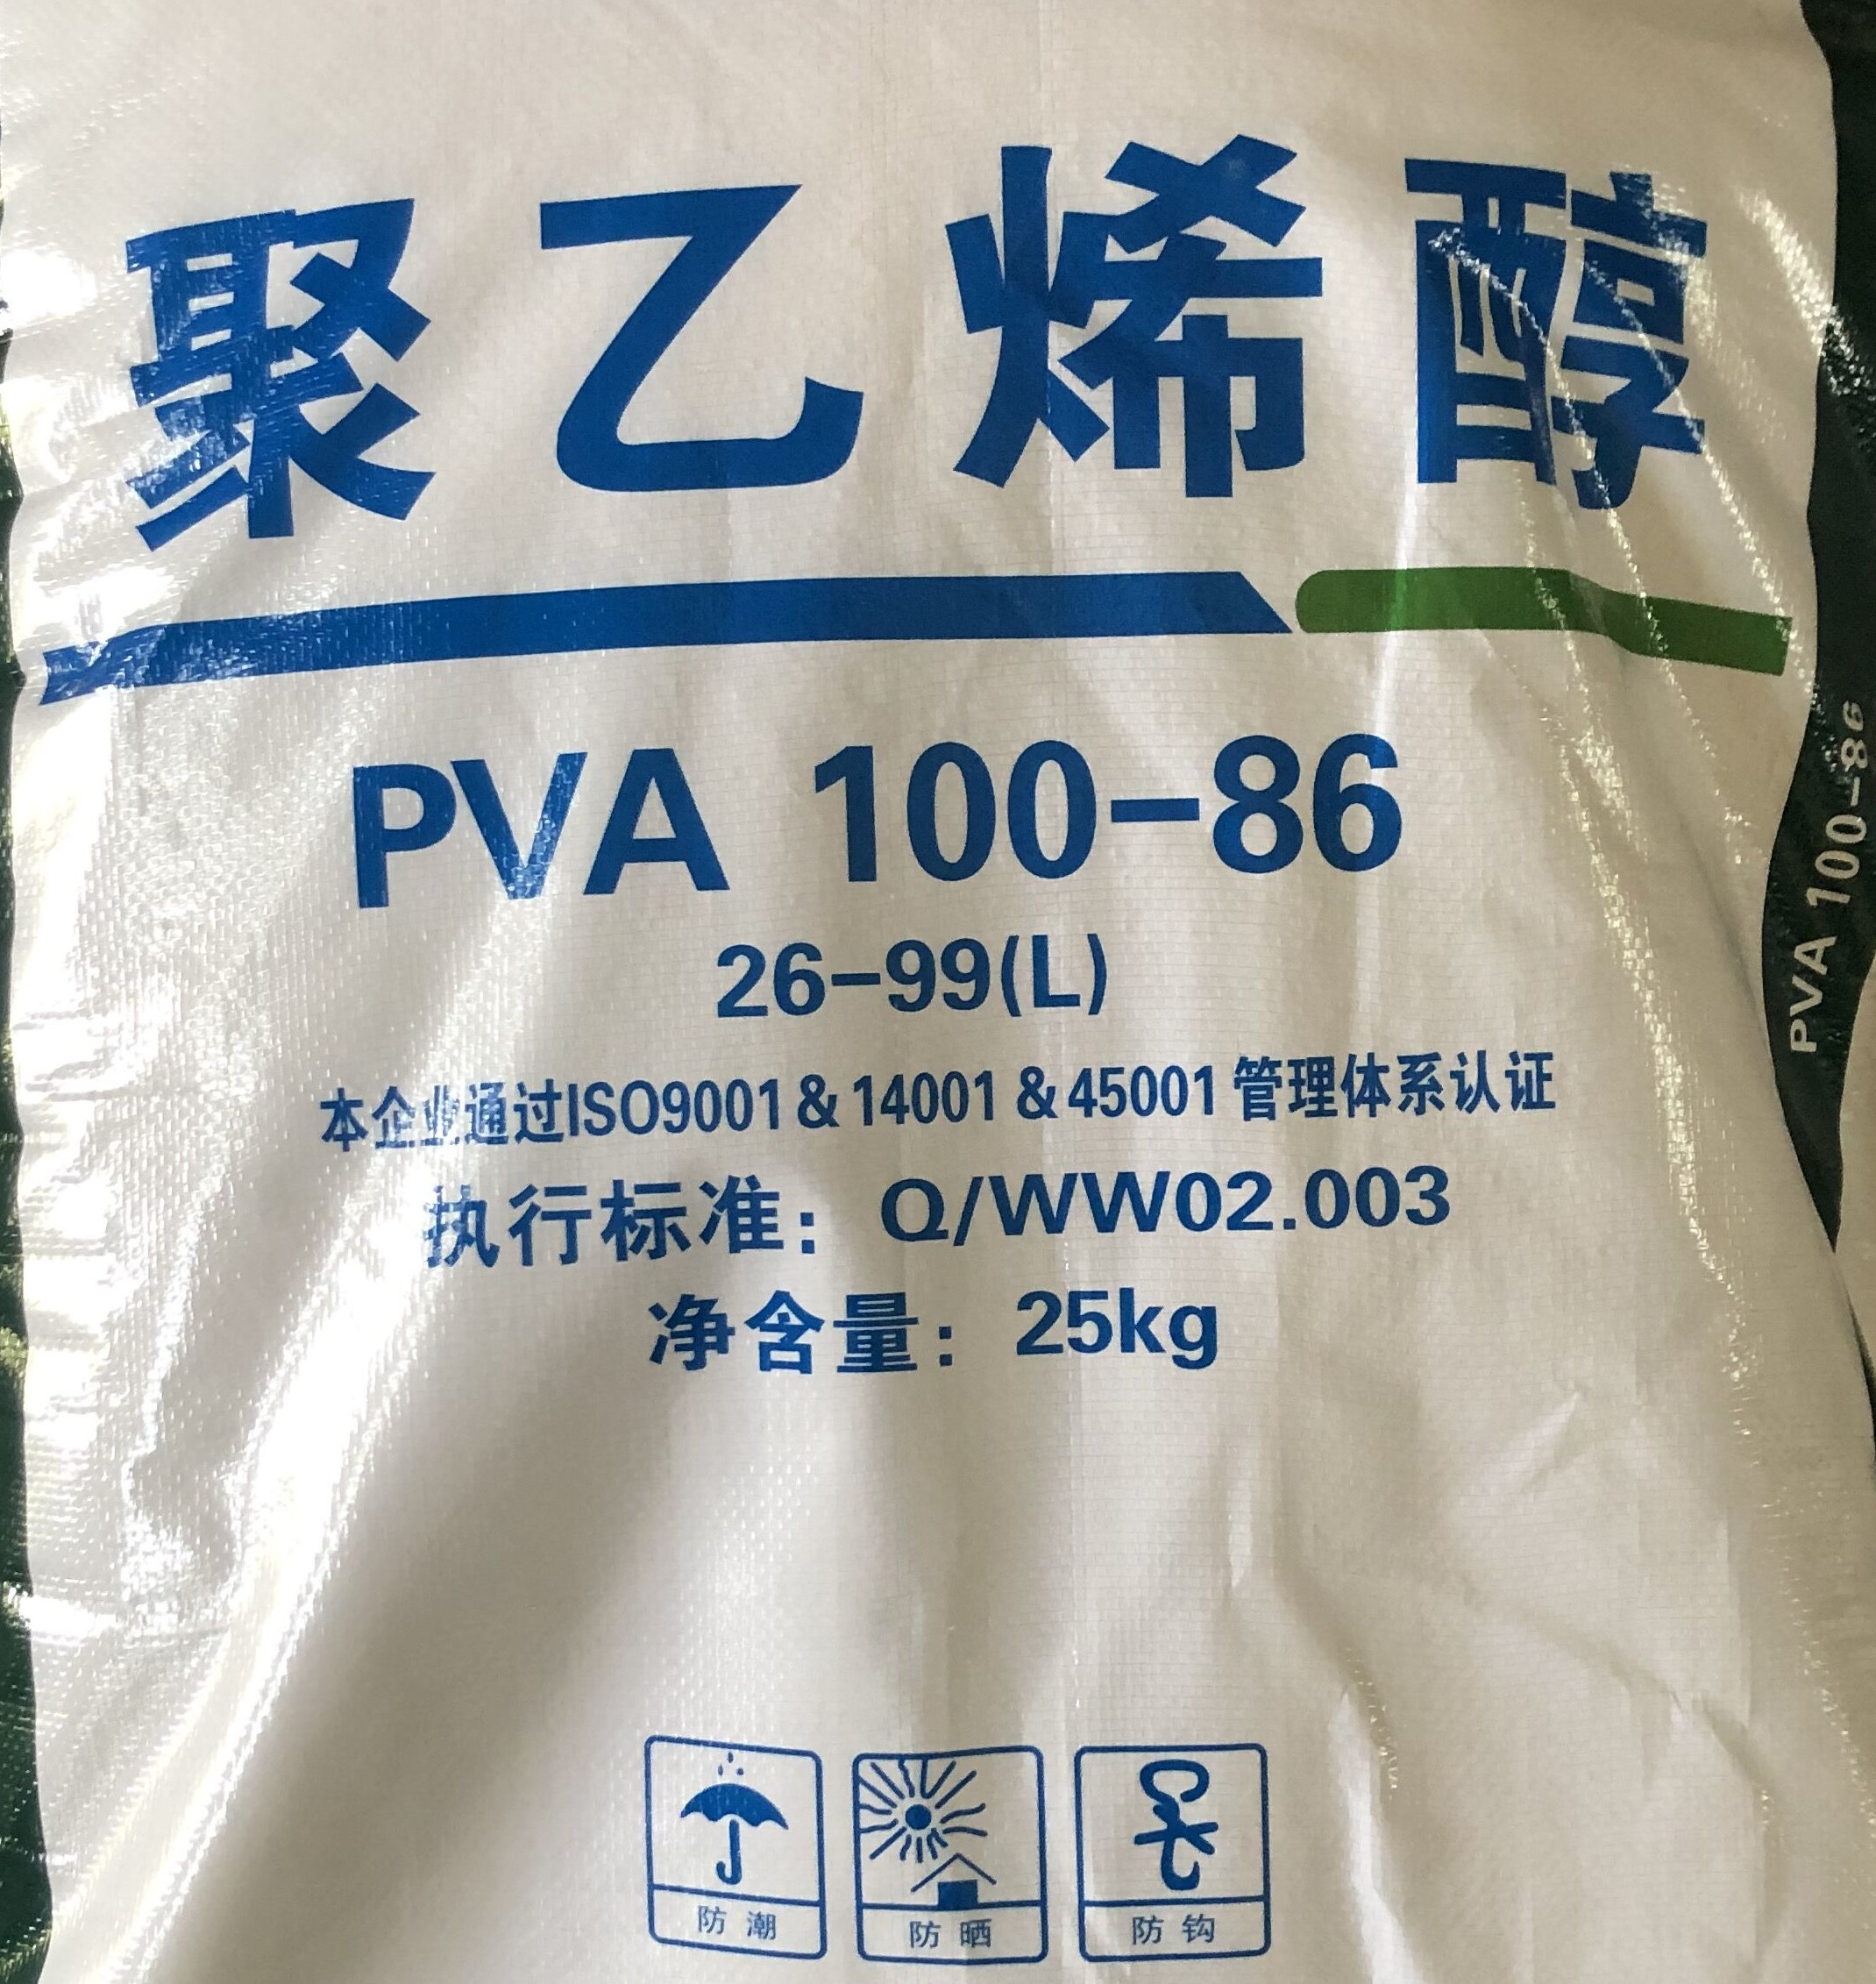 聚乙烯醇
PVA 100-86
26-99(L)
本企业通过ISO9001 & 14001 & 45001 管理体系认证
执行标准: Q/WW02.003
净含量: 25kg
防潮
防晒
防钩
PVA 100-86